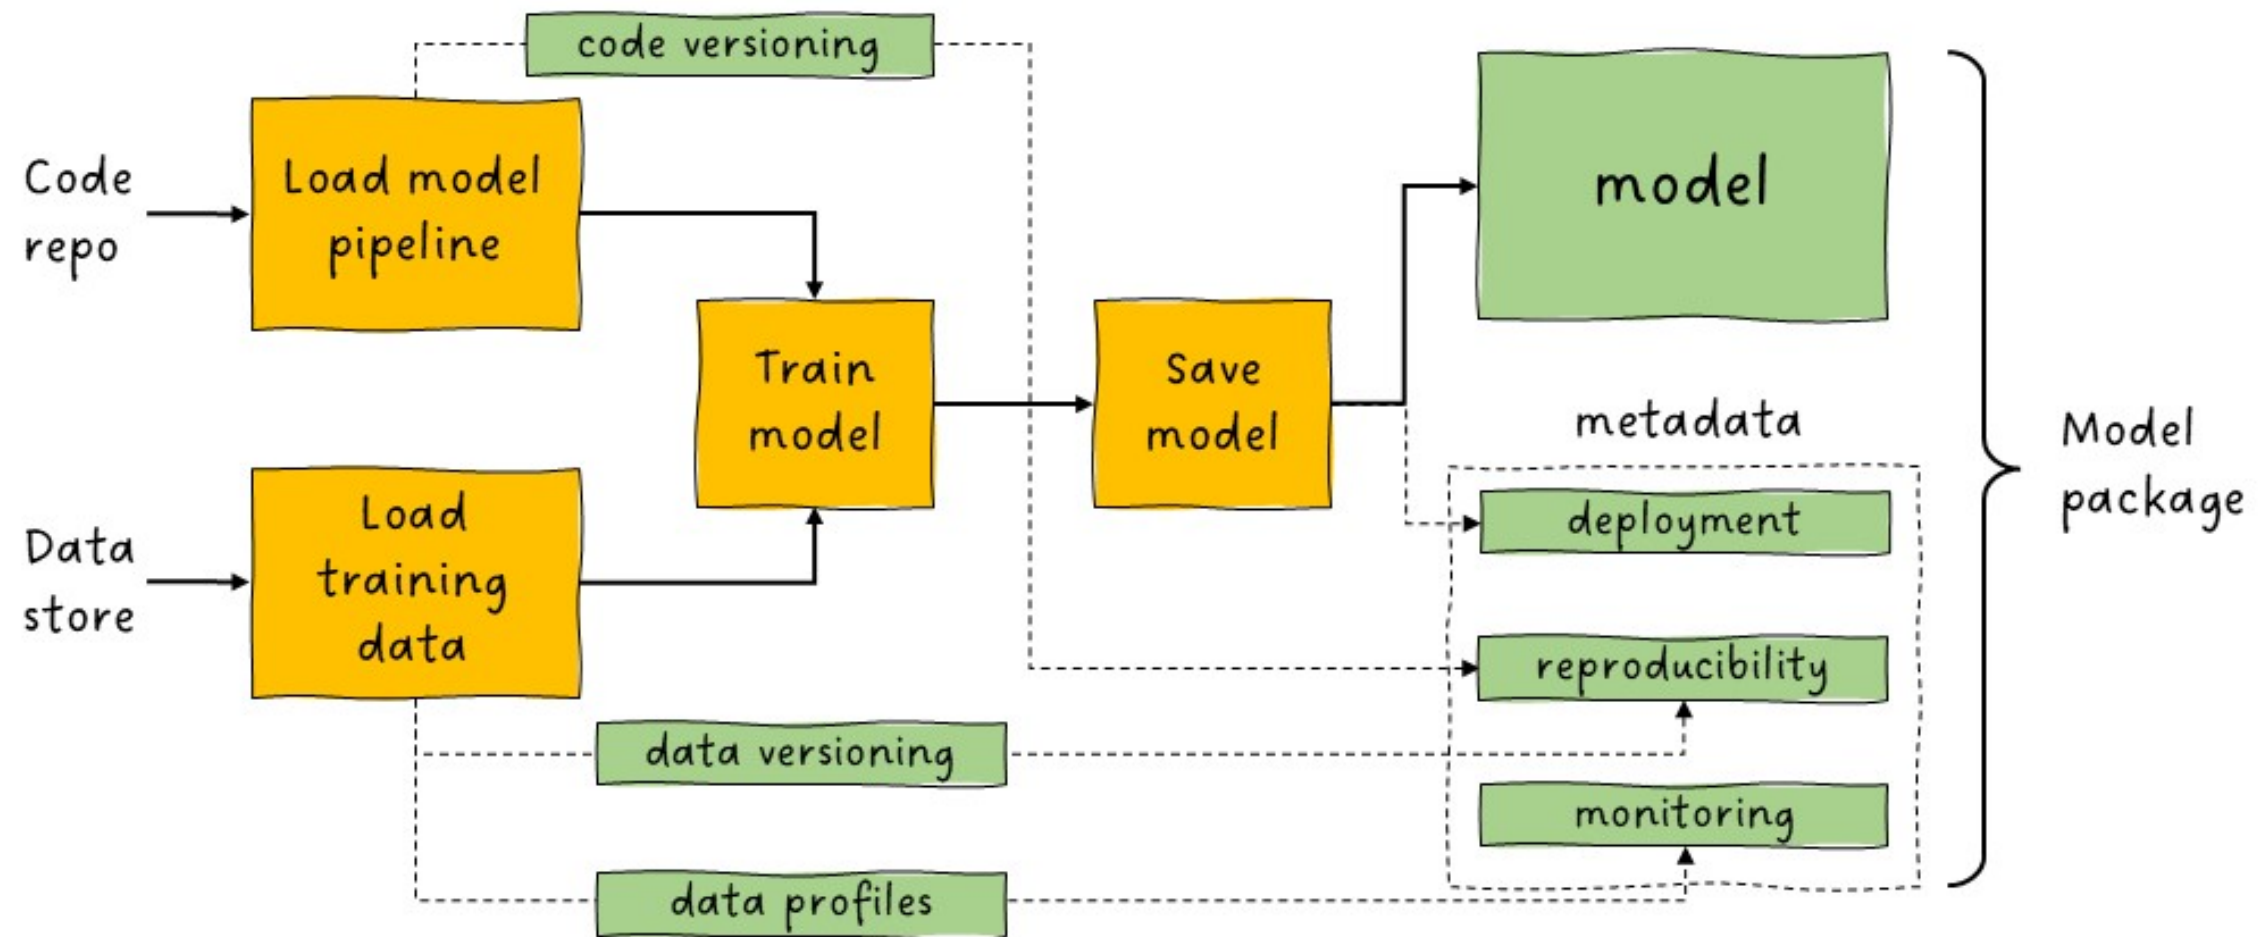 code versioning
Code
repo
Load model
pipeline
model
Train
model
Save
model
metadata
Model
package
Data
store
Load
training
data
deployment
reproducibility
data versioning
monitoring
data profiles